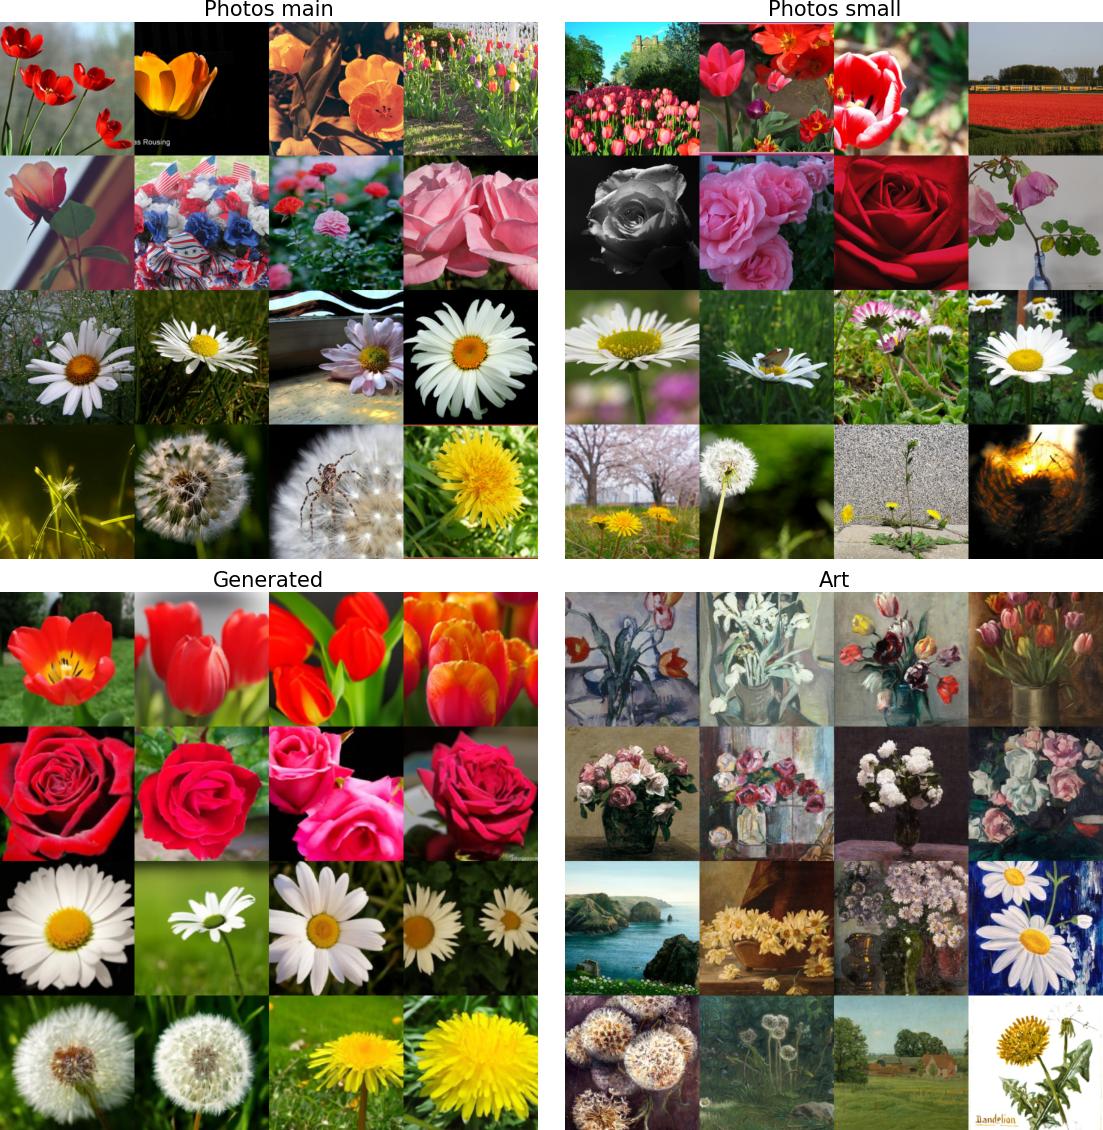 Photos main
Photos small
as Rousing
Generated
Art
Dandelion